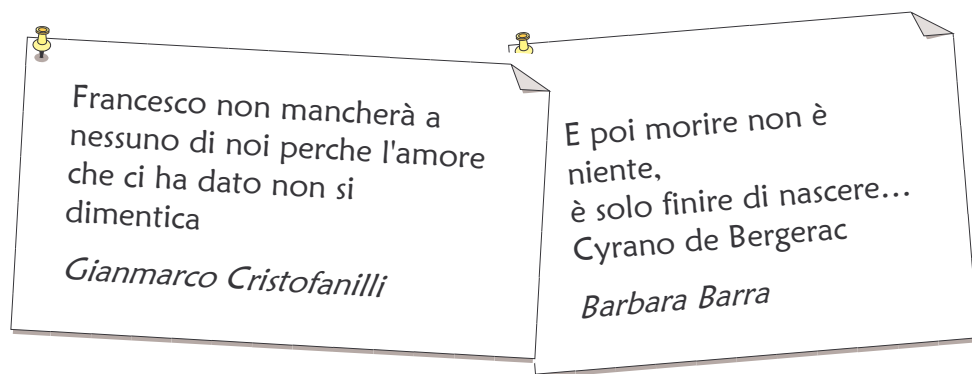 Francesco non mancherà a
nessuno di noi perche l'amore
che ci ha dato non si
dimentica
Gianmarco Cristofanilli
E poi morire non è
niente,
è solo finire di nascere...
Cyrano de Bergerac
Barbara Barra